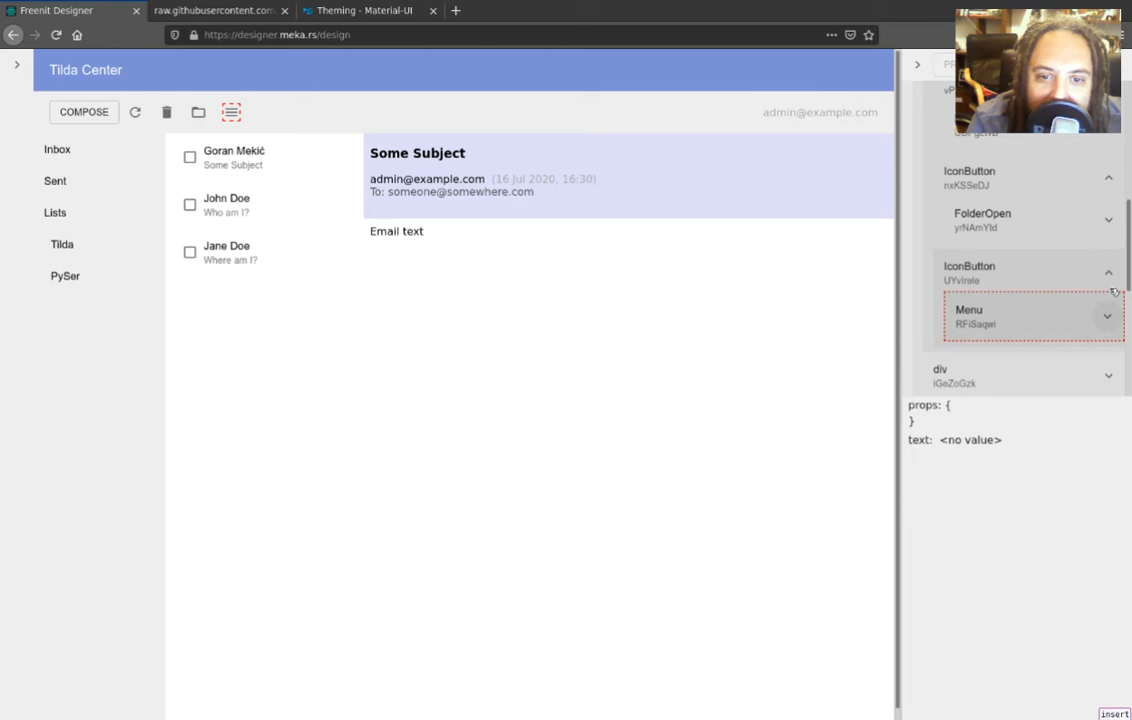 Freenit Designer
raw.githubusercontent.com
Theming - Material-UI
https://designer.meka.rs/design
Tilda Center
COMPOSE
admin@example.com
Inbox
Sent
Lists
Tilda
PySer
Goran Mekić
Some Subject
John Doe
Who am I?
Jane Doe
Where am I?
Some Subject
admin@example.com (16 Jul 2020, 16:30)
To: someone@somewhere.com
Email text
IconButton
nxKSSeDJ
FolderOpen
yrNAmYtd
IconButton
Menu
RFiSaqwi
div
iGeZoGzk
props: {
}
text: <no value>
insert